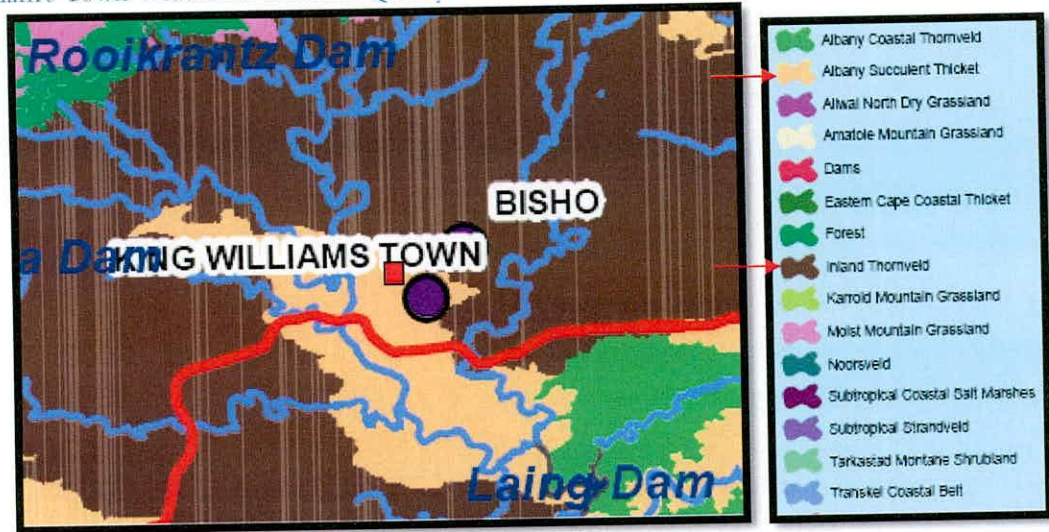 Rooikrantz Dam
BISHO
a Dam
KING WILLIAMS TOWN
Laing Dam
Albany Coastal Thornveld
Albany Succulent Thicket
Aliwal North Dry Grassland
Amatole Mountain Grassland
Dams
Eastern Cape Coastal Thicket
Forest
Inland Thornveld
Karroid Mountain Grassland
Moist Mountain Grassland
Noorsveld
Subtropical Coastal Salt Marshes
Subtropical Strandveld
Tarkastad Montane Shrubland
Transkei Coastal Belt